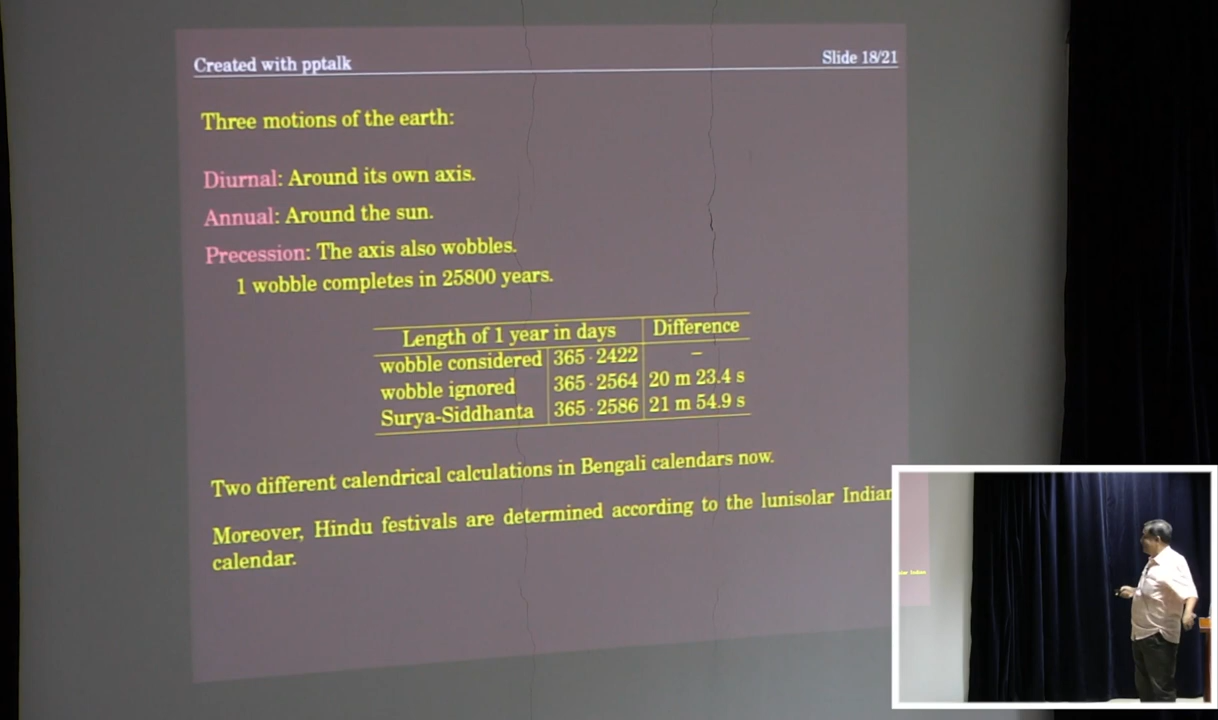 Created with pptalk Slide 18/21
Three motions of the earth:
Diurnal: Around its own axis.
Annual: Around the sun.
Precession: The axis also wobbles.
1 wobble completes in 25800 years.
Length of 1 year in days Difference
wobble considered 365·2422 –
wobble ignored 365·2564 20 m 23.4 s
Surya-Siddhanta 365·2586 21 m 54.9 s
Two different calendrical calculations in Bengali calendars now.
Moreover, Hindu festivals are determined according to the lunisolar Indian
calendar.